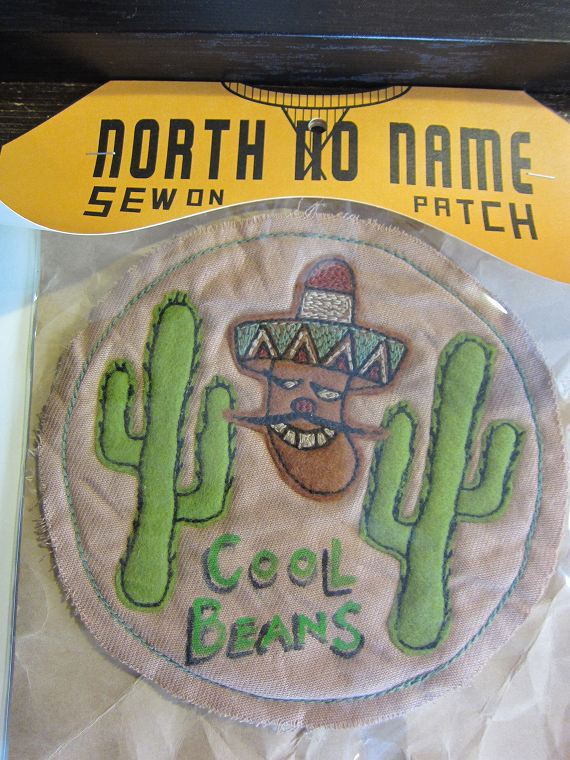 NORTH NO NAME
SEW ON PATCH
COOL
BEANS